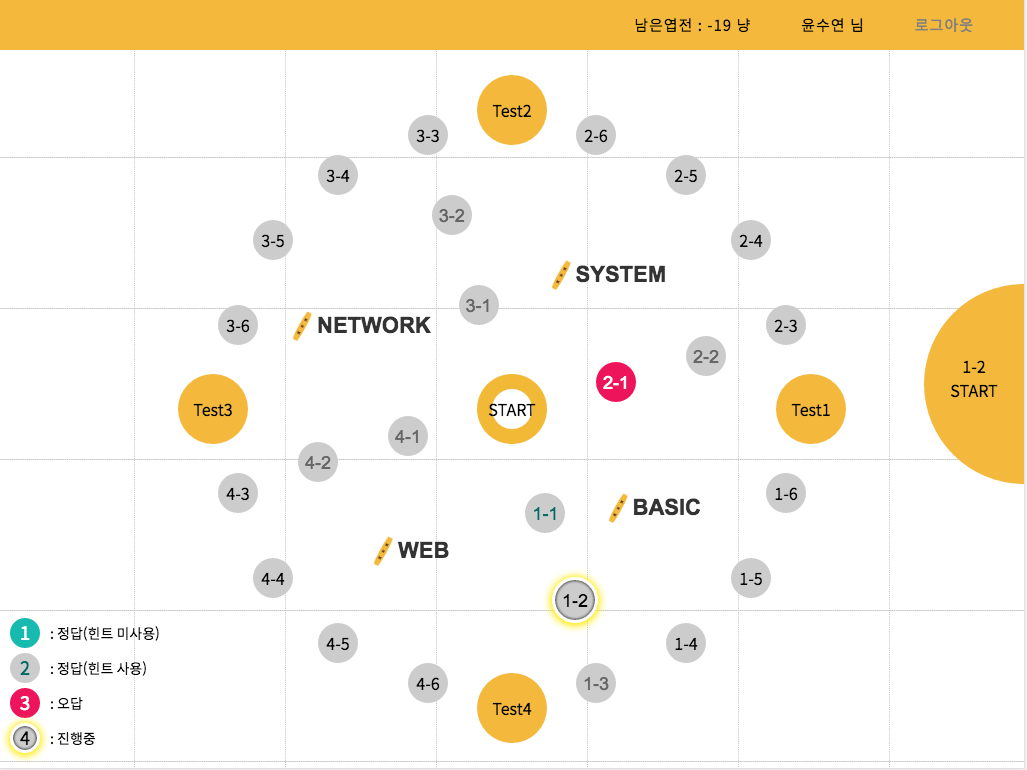 남은엽전 : -19 냥 윤수연 님 로그아웃
Test2
3-3 2-6
3-4 2-5
3-2
3-5 2-4
SYSTEM
3-1
NETWORK
3-6 2-3
2-2
1-2
START
2-1
Test3 START Test1
4-1
4-2
4-3 1-6
BASIC
1-1
WEB
4-4 1-5
1-2
1 : 정답(힌트 미사용)
4-5 1-4
2 : 정답(힌트 사용)
4-6 1-3
3 : 오답
Test4
4 : 진행중